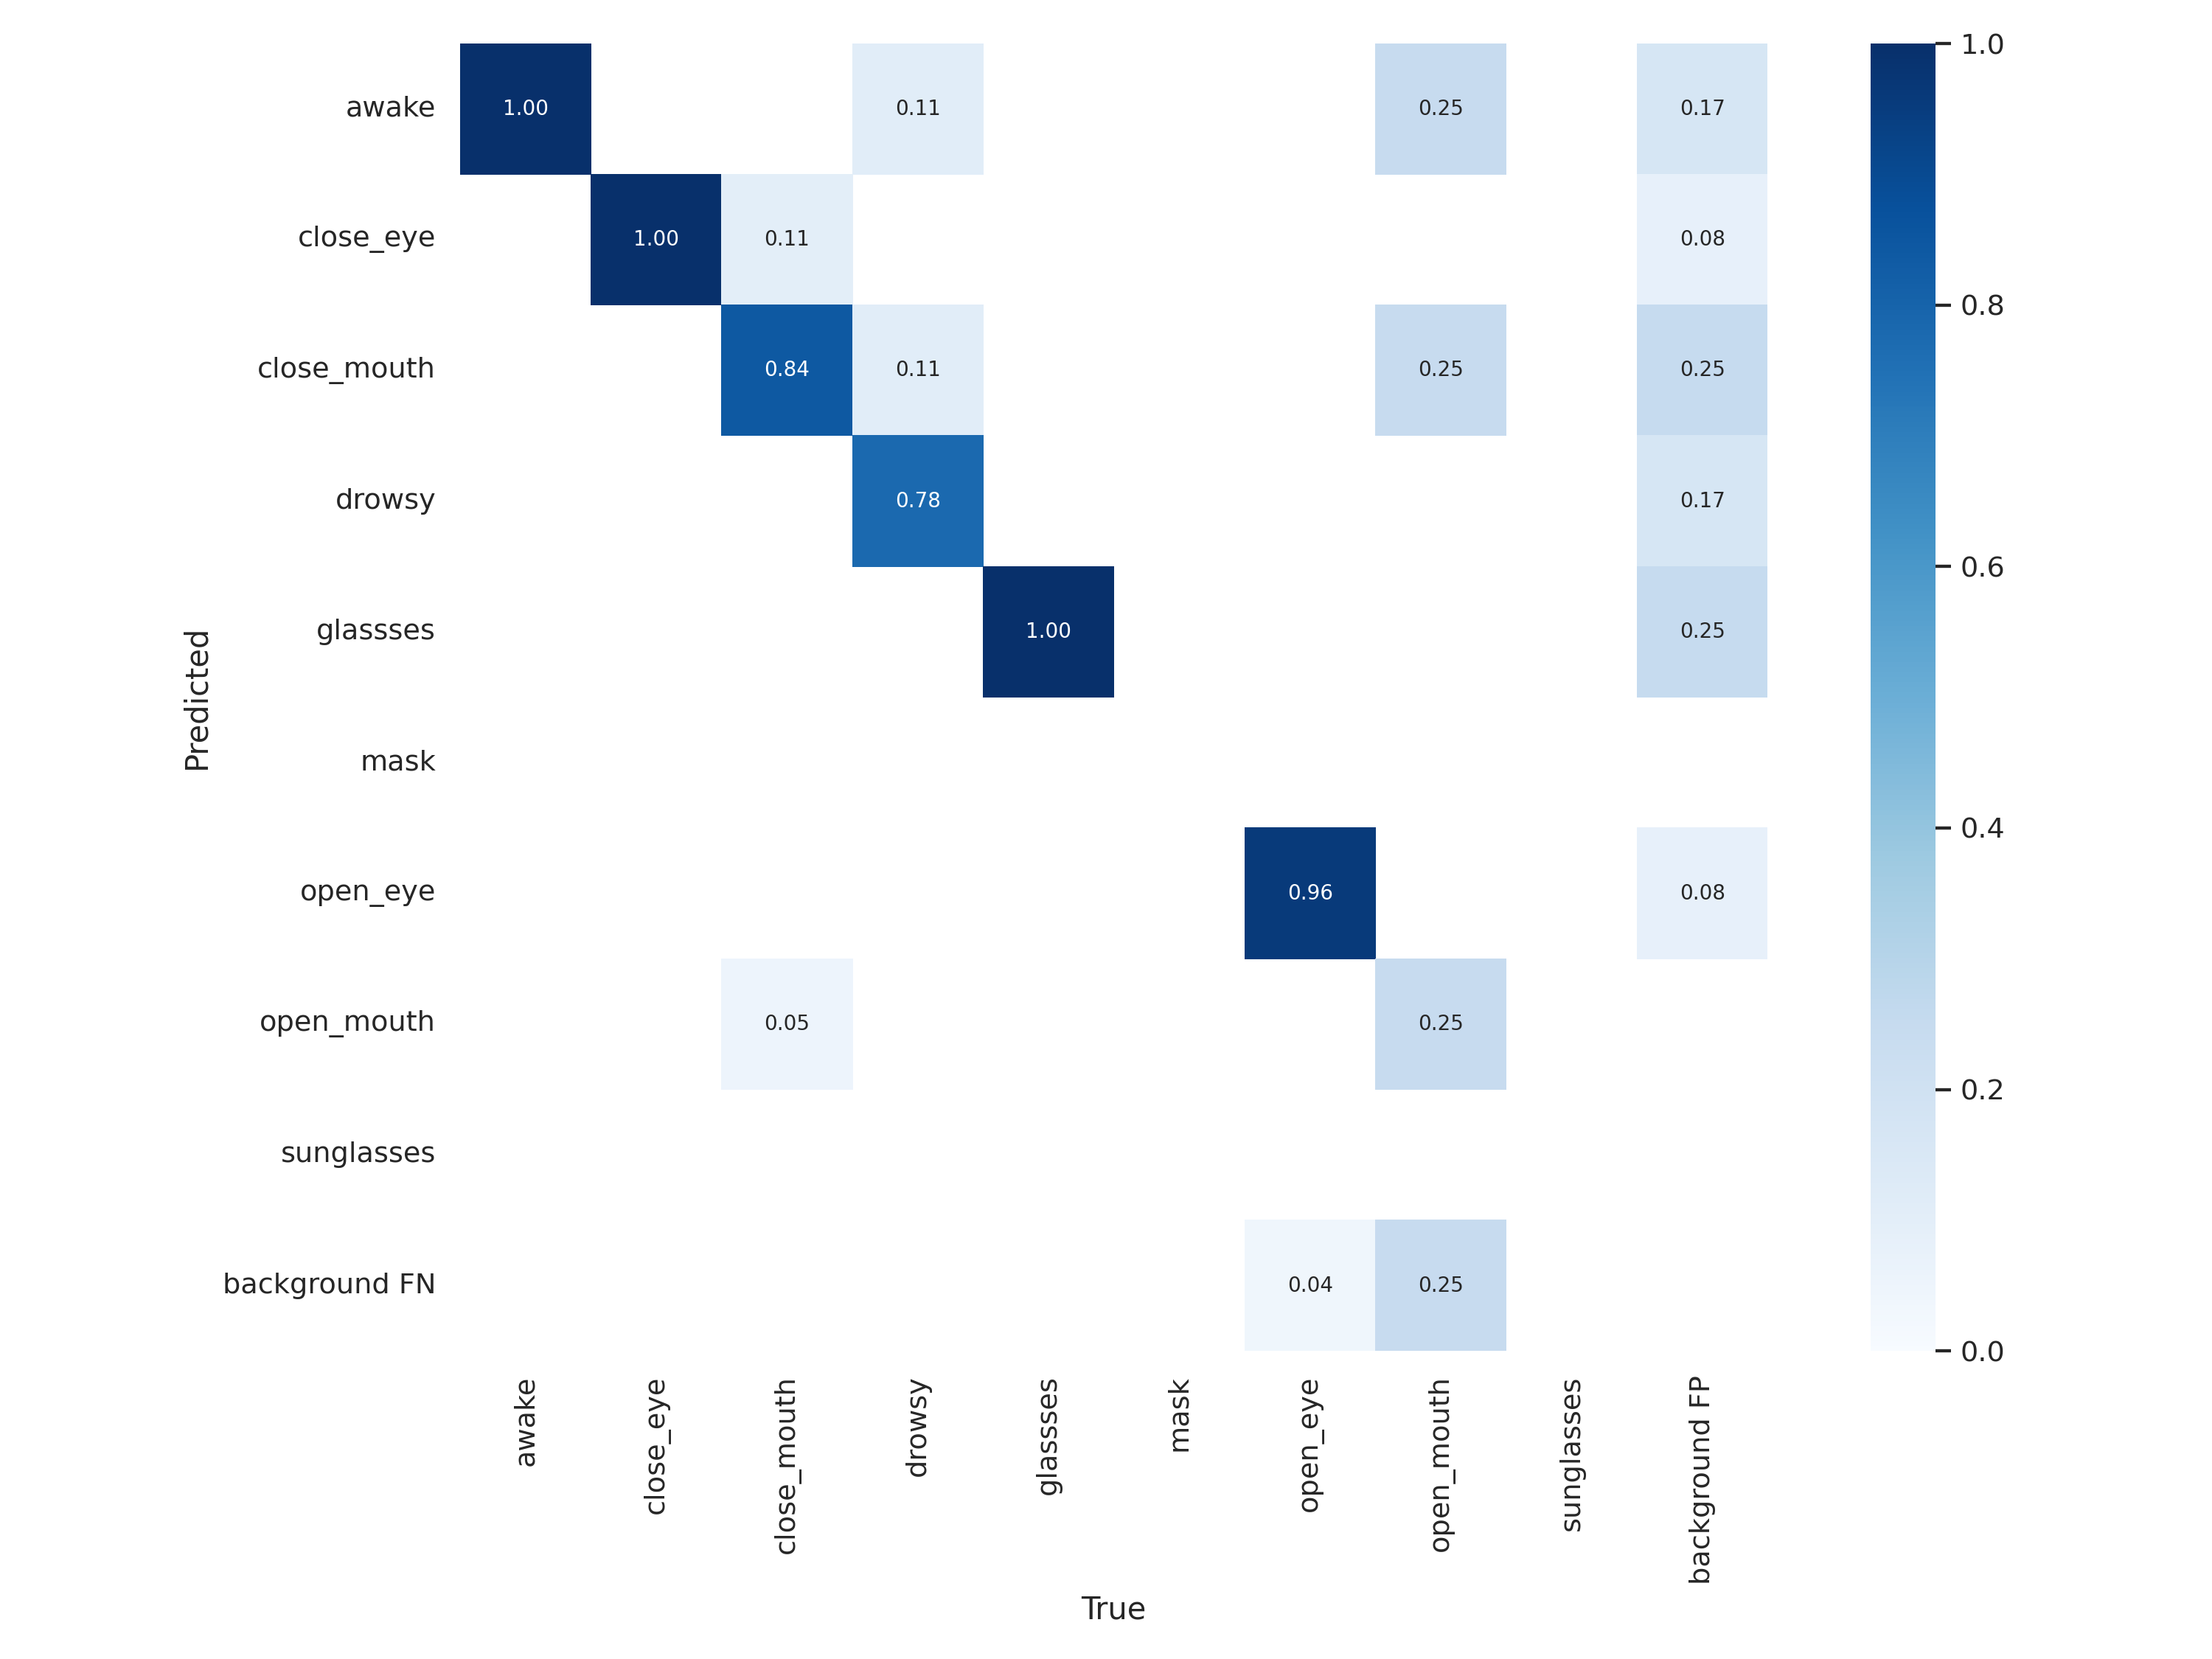 awake 1.00 0.11 0.25 0.17
close_eye 1.00 0.11 0.08
close_mouth 0.84 0.11 0.25 0.25
drowsy 0.78 0.17
glassses 1.00 0.25
mask
open_eye 0.96 0.08
open_mouth 0.05 0.25
sunglasses
background FN 0.04 0.25
Predicted
awake
close_eye
close_mouth
drowsy
glassses
mask
open_eye
open_mouth
sunglasses
background FP
True
1.0
0.8
0.6
0.4
0.2
0.0